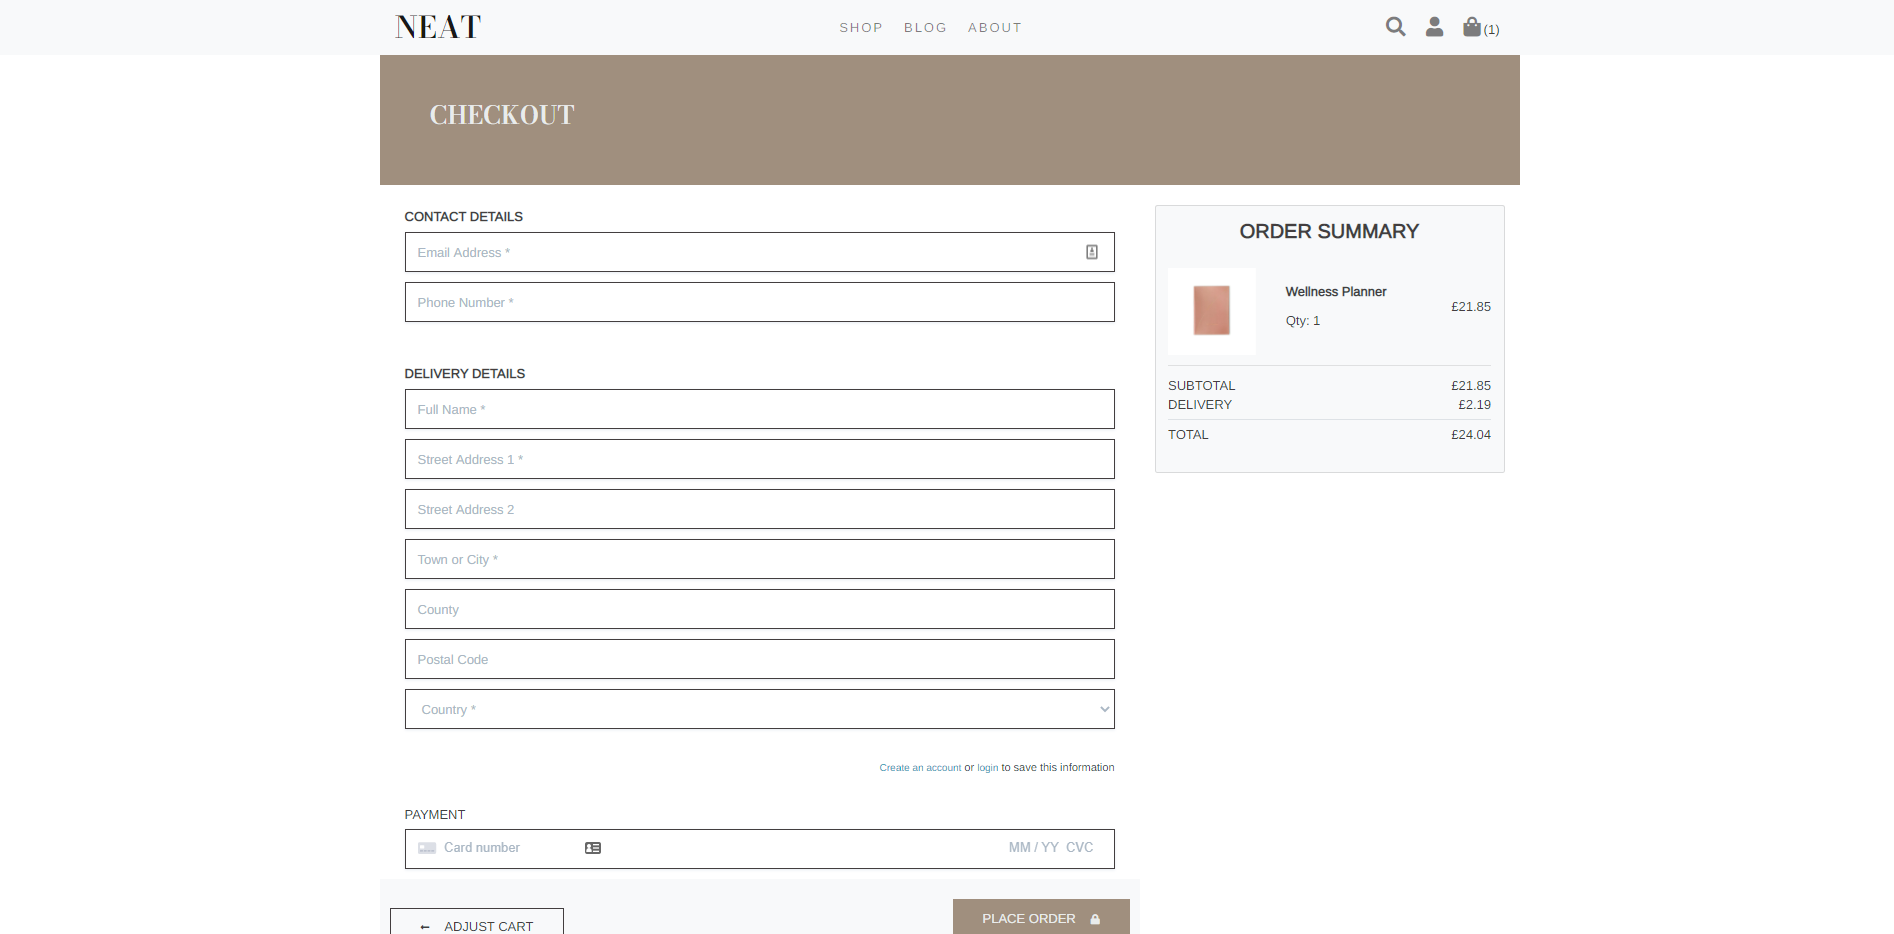 NEAT
SHOP BLOG ABOUT
(1)
CHECKOUT
CONTACT DETAILS
Email Address *
Phone Number *
DELIVERY DETAILS
Full Name *
Street Address 1 *
Street Address 2
Town or City *
County
Postal Code
Country *
Create an account or login to save this information
PAYMENT
Card number MM / YY CVC
← ADJUST CART
PLACE ORDER
ORDER SUMMARY
Wellness Planner
Qty: 1
£21.85
SUBTOTAL £21.85
DELIVERY £2.19
TOTAL £24.04